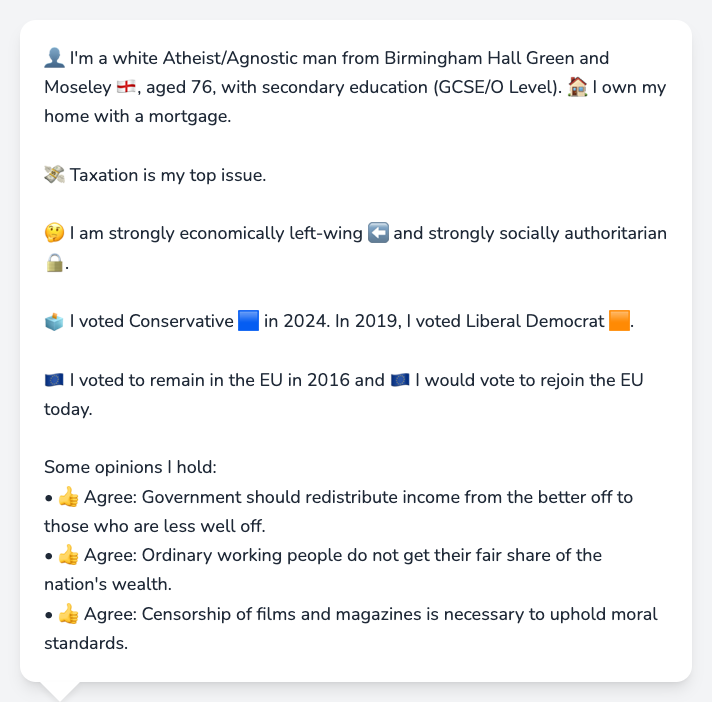 👤 I'm a white Atheist/Agnostic man from Birmingham Hall Green and
Moseley 🏴󠁧󠁢󠁥󠁮󠁧󠁿, aged 76, with secondary education (GCSE/O Level). 🏠 I own my
home with a mortgage.
💸 Taxation is my top issue.
🤔 I am strongly economically left-wing ⬅️ and strongly socially authoritarian
🔒.
🗳️ I voted Conservative 🟦 in 2024. In 2019, I voted Liberal Democrat 🟧.
🇪🇺 I voted to remain in the EU in 2016 and 🇪🇺 I would vote to rejoin the EU
today.
Some opinions I hold:
• 👍 Agree: Government should redistribute income from the better off to
those who are less well off.
• 👍 Agree: Ordinary working people do not get their fair share of the
nation's wealth.
• 👍 Agree: Censorship of films and magazines is necessary to uphold moral
standards.